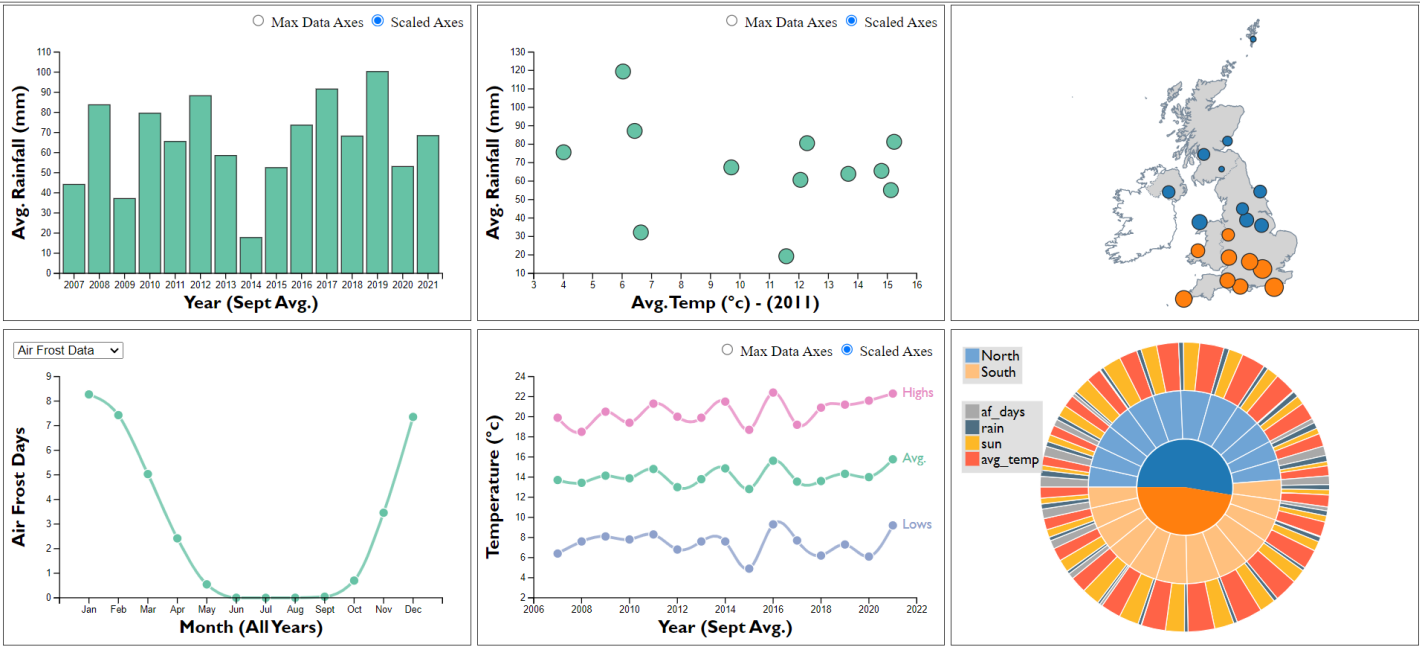 Max Data Axes Scaled Axes
110
100
90
80
70
60
50
40
30
20
10
0
Avg. Rainfall (mm)
2007 2008 2009 2010 2011 2012 2013 2014 2015 2016 2017 2018 2019 2020 2021
Year (Sept Avg.)
Max Data Axes Scaled Axes
130
120
110
100
90
80
70
60
50
40
30
20
10
Avg. Rainfall (mm)
3 4 5 6 7 8 9 10 11 12 13 14 15 16
Avg. Temp (°c) - (2011)
Air Frost Data
9
8
7
6
5
4
3
2
1
0
Air Frost Days
Jan Feb Mar Apr May Jun Jul Aug Sept Oct Nov Dec
Month (All Years)
Max Data Axes Scaled Axes
24
22
20
18
16
14
12
10
8
6
4
2
Temperature (°c)
Highs
Avg.
Lows
2006 2008 2010 2012 2014 2016 2018 2020 2022
Year (Sept Avg.)
North
South
af_days
rain
sun
avg_temp